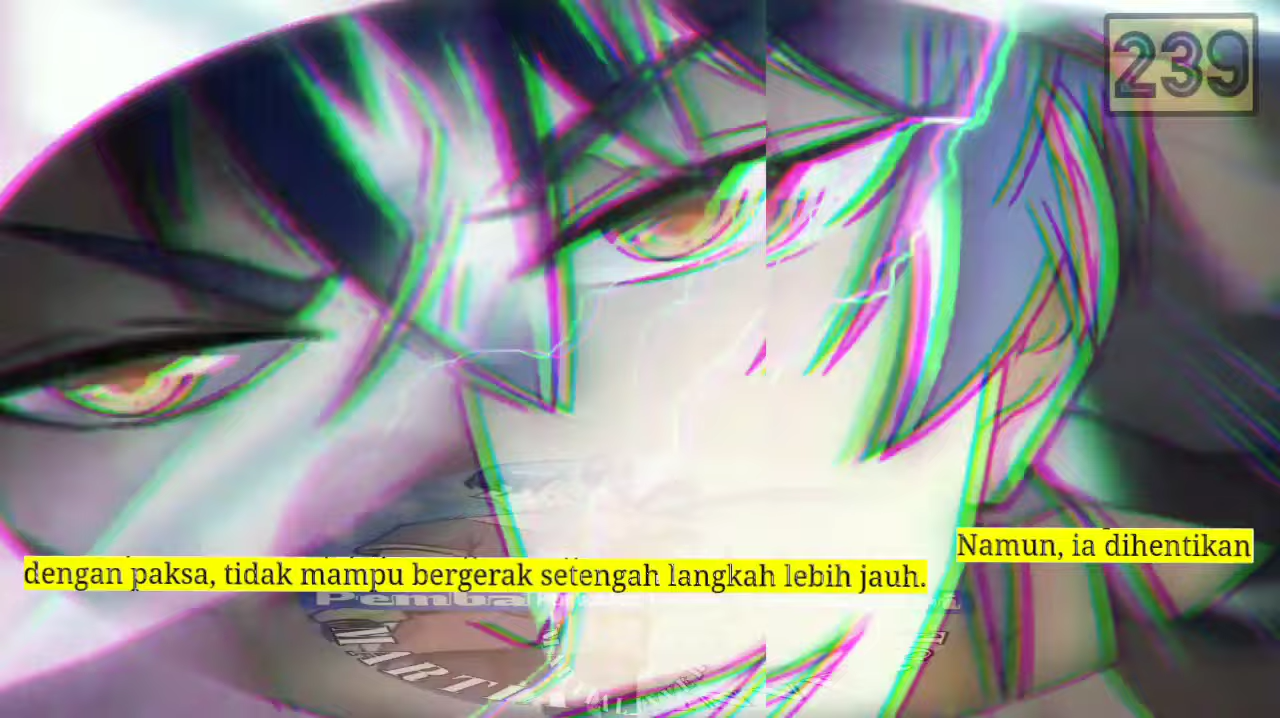 239
Namun, ia dihentikan
dengan paksa, tidak mampu bergerak setengah langkah lebih jauh.